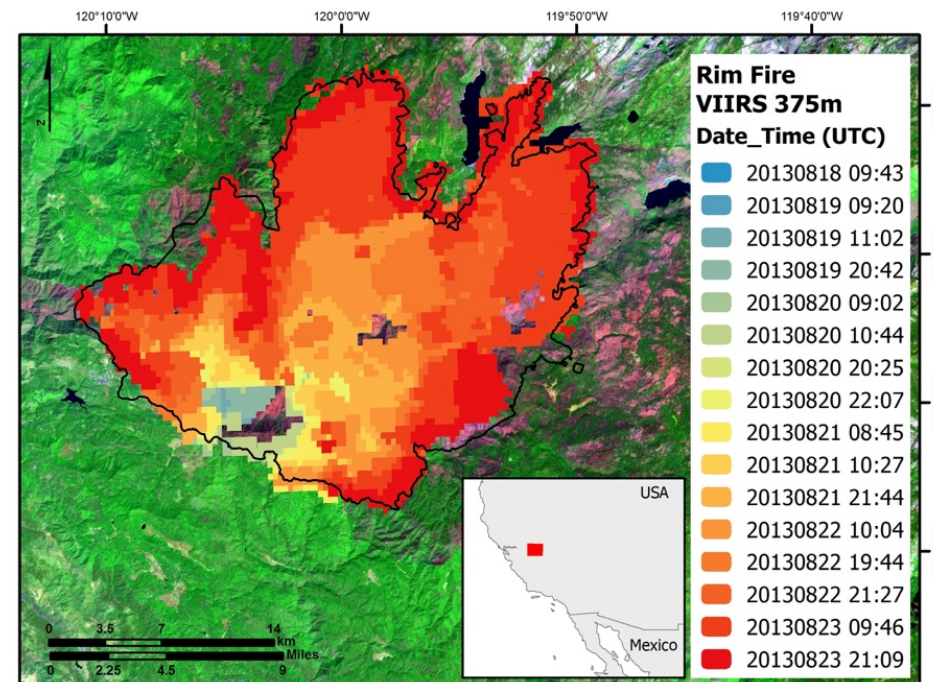 120°10'0"W 120°0'0"W 119°50'0"W 119°40'0"W
N
Rim Fire
VIIRS 375m
Date_Time (UTC)
20130818 09:43
20130819 09:20
20130819 11:02
20130819 20:42
20130820 09:02
20130820 10:44
20130820 20:25
20130820 22:07
20130821 08:45
20130821 10:27
20130821 21:44
20130822 10:04
20130822 19:44
20130822 21:27
20130823 09:46
20130823 21:09
USA
Mexico
0 3.5 7 14
km
Miles
0 2.25 4.5 9